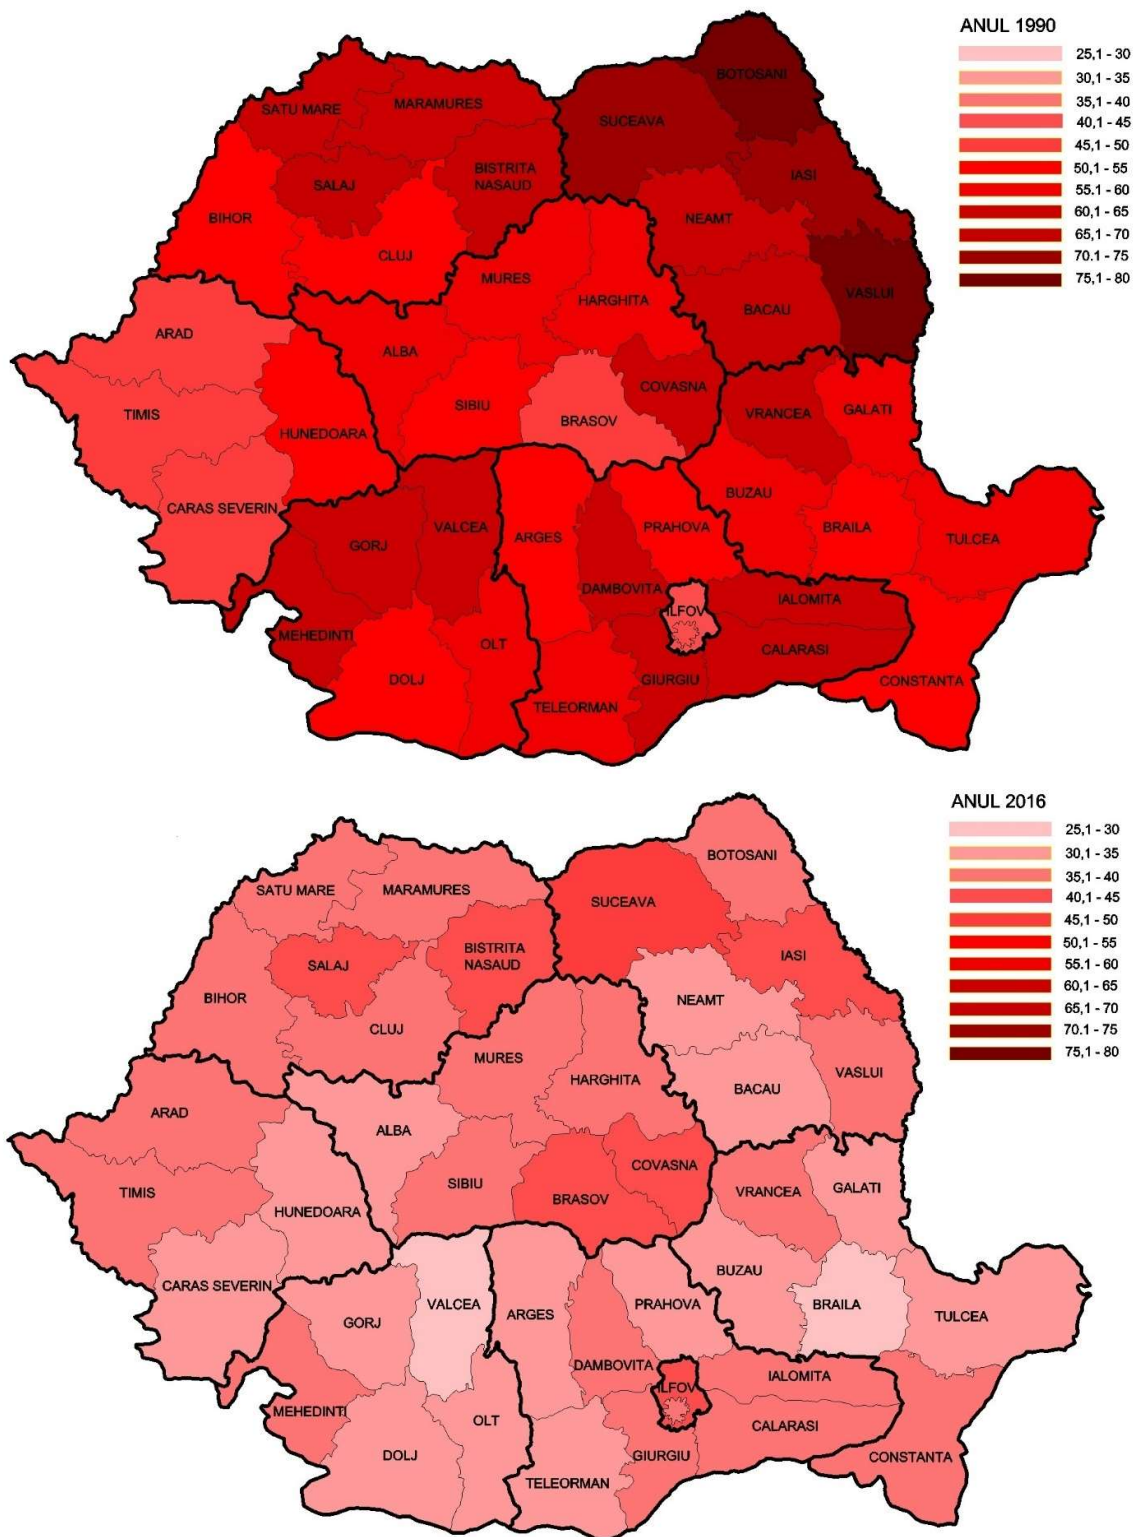 ANUL 1990
25,1 - 30
30,1 - 35
35,1 - 40
40,1 - 45
45,1 - 50
50,1 - 55
55,1 - 60
60,1 - 65
65,1 - 70
70.1 - 75
75,1 - 80
BOTOSANI
SATU MARE
MARAMURES
SUCEAVA
IASI
SALAJ
BISTRITA
NASAUD
BIHOR
NEAMT
CLUJ
MURES
HARGHITA
VASLUI
BACAU
ARAD
ALBA
COVASNA
SIBIU
VRANCEA
GALATI
TIMIS
BRASOV
HUNEDOARA
BUZAU
CARAS SEVERIN
VALCEA
PRAHOVA
BRAILA
GORJ
ARGES
TULCEA
DAMBOVITA
IALOMITA
ILFOV
MEHEDINTI
OLT
CALARASI
DOLJ
GIURGIU
CONSTANTA
TELEORMAN
ANUL 2016
25,1 - 30
30,1 - 35
35,1 - 40
40,1 - 45
45,1 - 50
50,1 - 55
55.1 - 60
60,1 - 65
65,1 - 70
70.1 - 75
75,1 - 80
BOTOSANI
SATU MARE
MARAMURES
SUCEAVA
IASI
SALAJ
BISTRITA
NASAUD
BIHOR
NEAMT
CLUJ
MURES
HARGHITA
VASLUI
BACAU
ARAD
ALBA
COVASNA
SIBIU
VRANCEA
GALATI
TIMIS
BRASOV
HUNEDOARA
BUZAU
CARAS SEVERIN
VALCEA
PRAHOVA
BRAILA
GORJ
ARGES
TULCEA
DAMBOVITA
IALOMITA
ILFOV
MEHEDINTI
OLT
CALARASI
DOLJ
GIURGIU
CONSTANTA
TELEORMAN